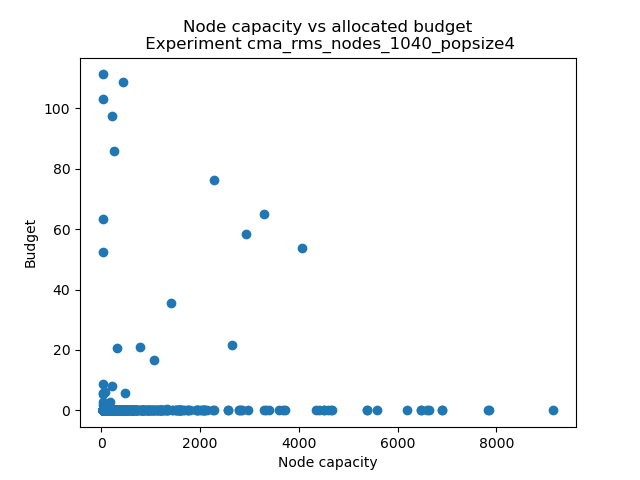 Node capacity vs allocated budget
Experiment cma_rms_nodes_1040_popsize4
100
80
60
40
20
0
Budget
0 2000 4000 6000 8000
Node capacity